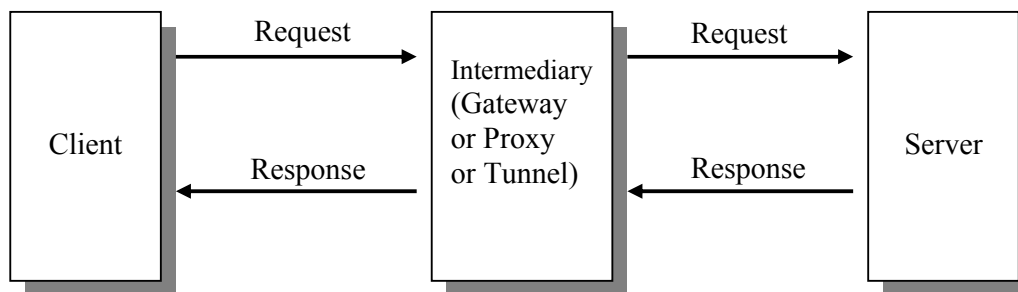 Request
Request
Client
Intermediary
(Gateway
or Proxy
or Tunnel)
Server
Response
Response